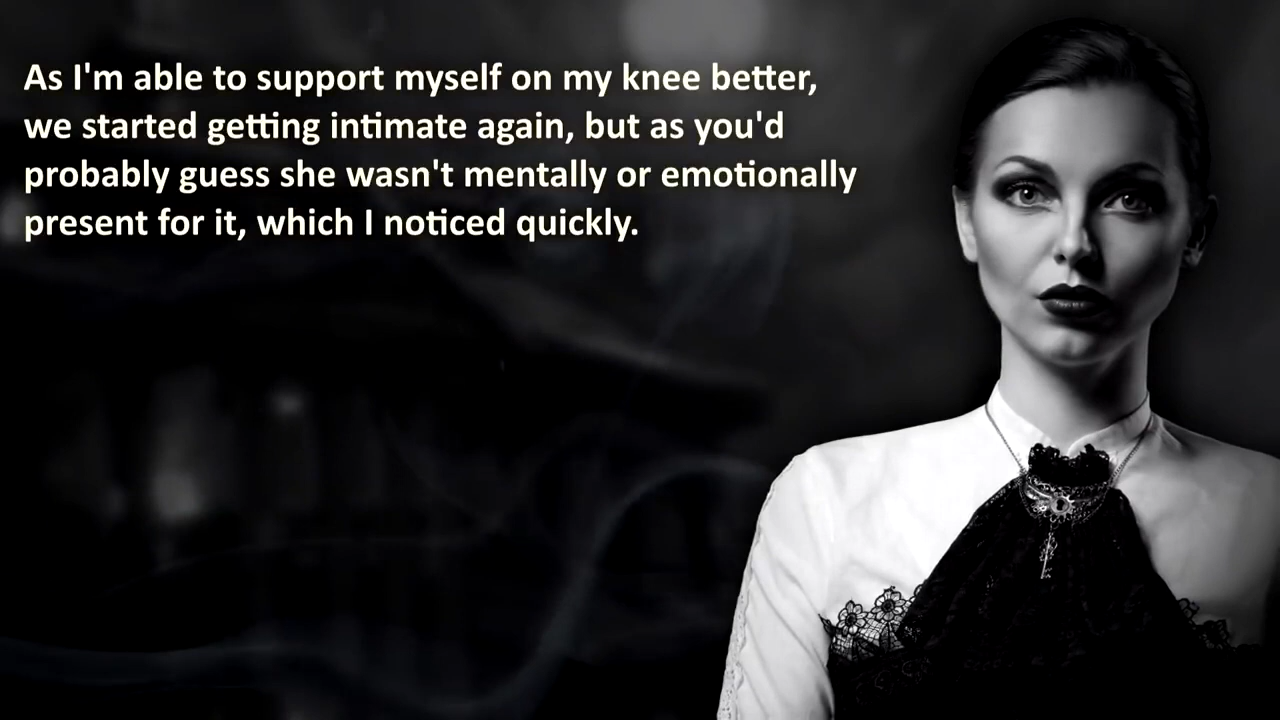 As I'm able to support myself on my knee better,
we started getting intimate again, but as you'd
probably guess she wasn't mentally or emotionally
present for it, which I noticed quickly.